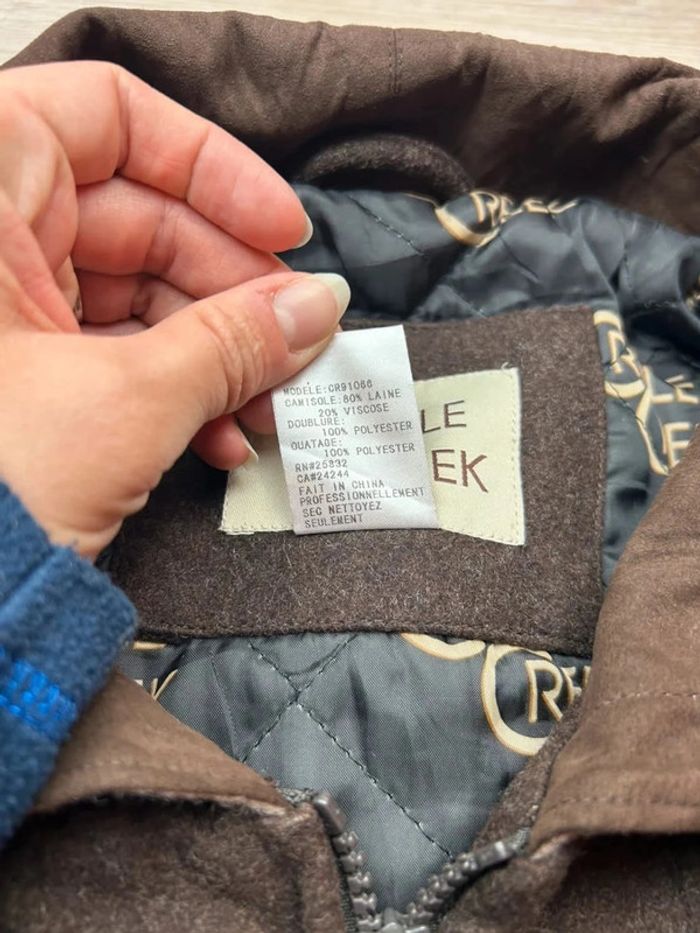 MODELE:CR91066
CAMISOLE:80% LAINE
20% VISCOSE
DOUBLURE:
100% POLYESTER
OUATAGE:
100% POLYESTER
RN#25832
CA#24244
FAIT IN CHINA
PROFESSIONNELLEMENT
SEC NETTOYEZ
SEULEMENT
LE
EK